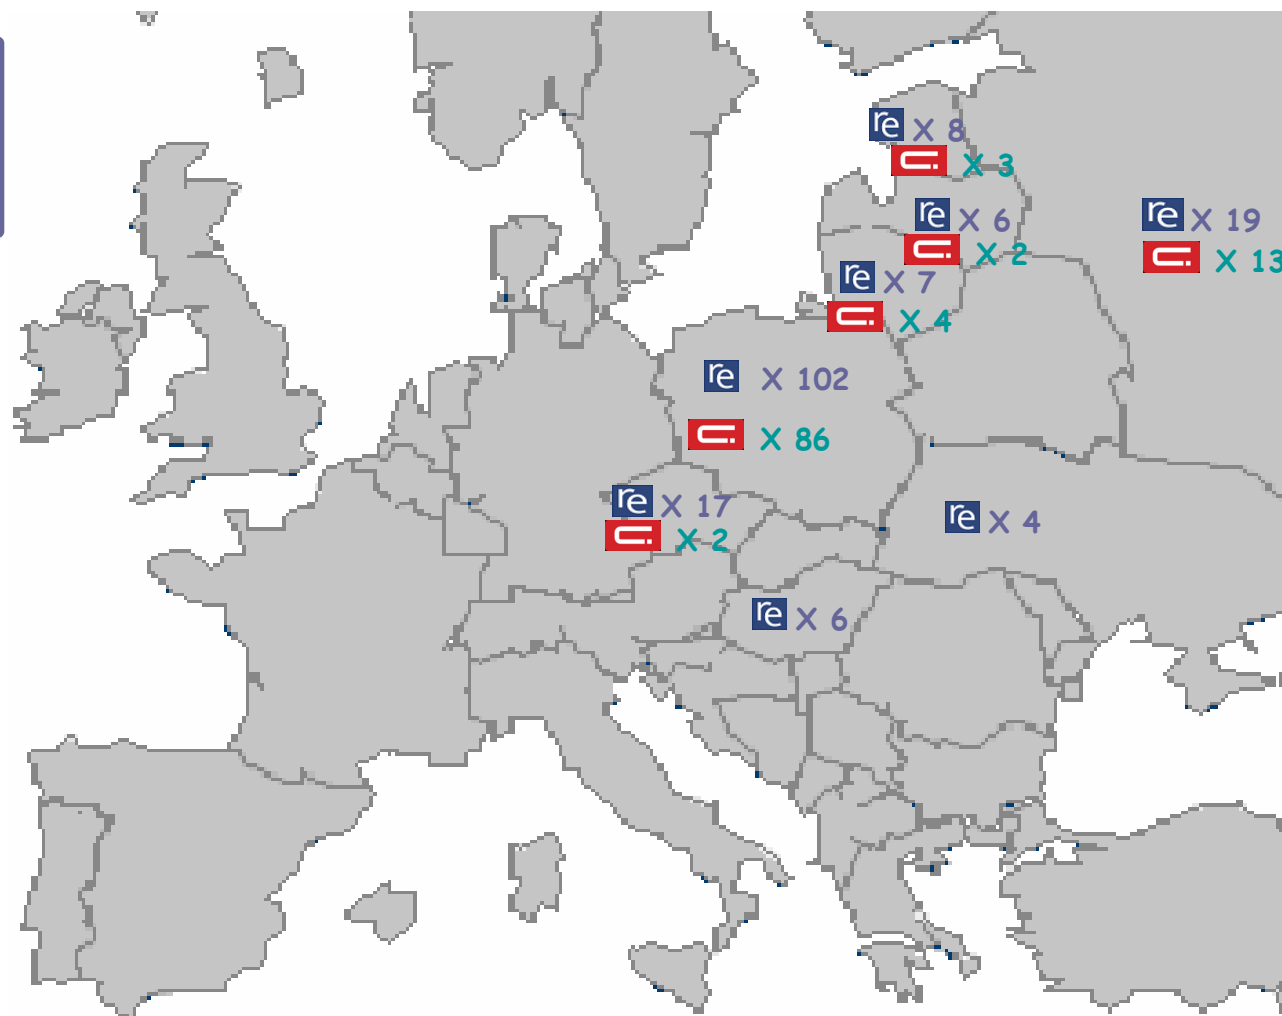 re X 8
X 3
re X 6
re X 19
X 2
X 13
re X 7
X 4
re X 102
X 86
re X 17
X 2
re X 4
re X 6